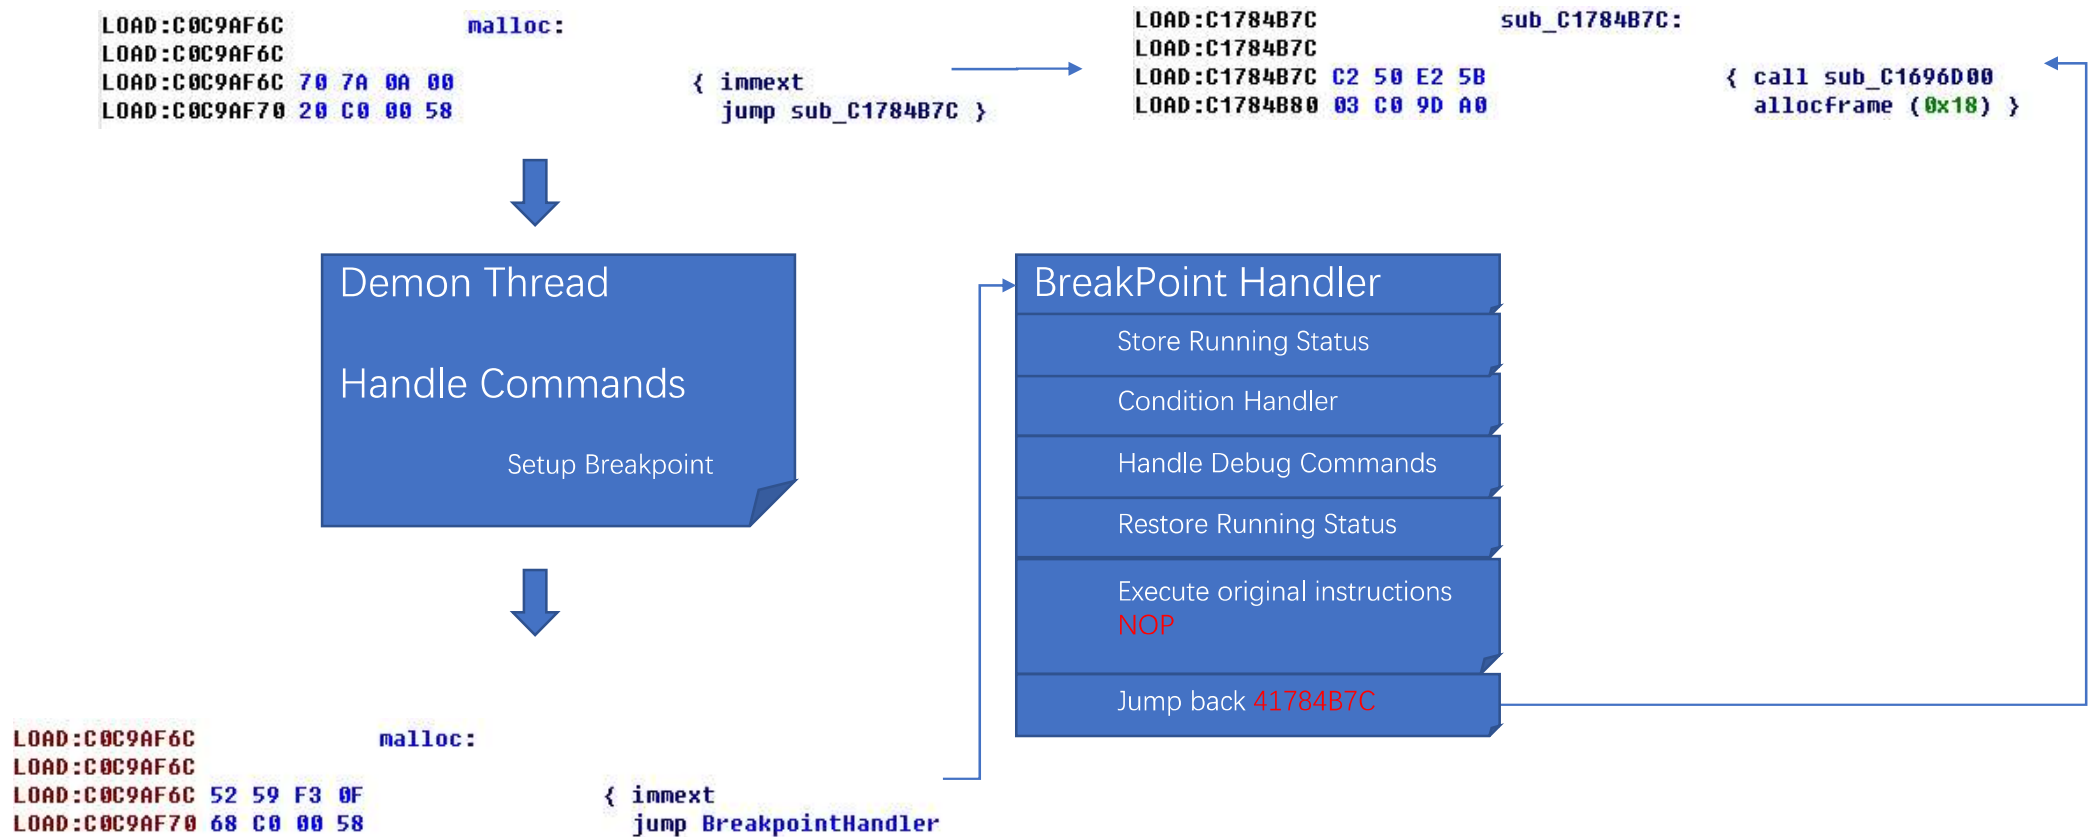 LOAD:C0C9AF6C malloc:
LOAD:C0C9AF6C
LOAD:C0C9AF6C 70 7A 0A 00 { immext
LOAD:C0C9AF70 20 C0 00 58 jump sub_C1784B7C }
LOAD:C1784B7C sub_C1784B7C:
LOAD:C1784B7C
LOAD:C1784B7C C2 50 E2 5B { call sub_C1696D00
LOAD:C1784B80 03 C0 9D A0 allocframe (0x18) }
Demon Thread
Handle Commands
Setup Breakpoint
BreakPoint Handler
Store Running Status
Condition Handler
Handle Debug Commands
Restore Running Status
Execute original instructions
NOP
Jump back 41784B7C
LOAD:C0C9AF6C malloc:
LOAD:C0C9AF6C
LOAD:C0C9AF6C 52 59 F3 0F { immext
LOAD:C0C9AF70 68 C0 00 58 jump BreakpointHandler